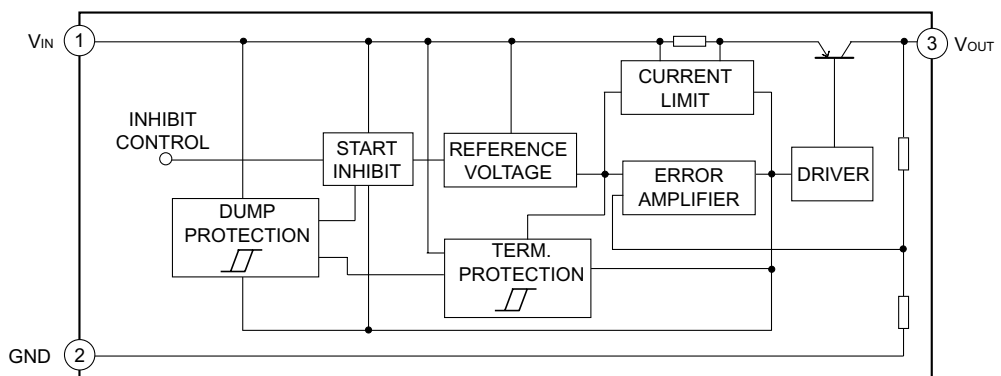 VIN
1
3
VOUT
CURRENT
LIMIT
INHIBIT
CONTROL
START
INHIBIT
REFERENCE
VOLTAGE
ERROR
AMPLIFIER
DRIVER
DUMP
PROTECTION
TERM.
PROTECTION
GND
2